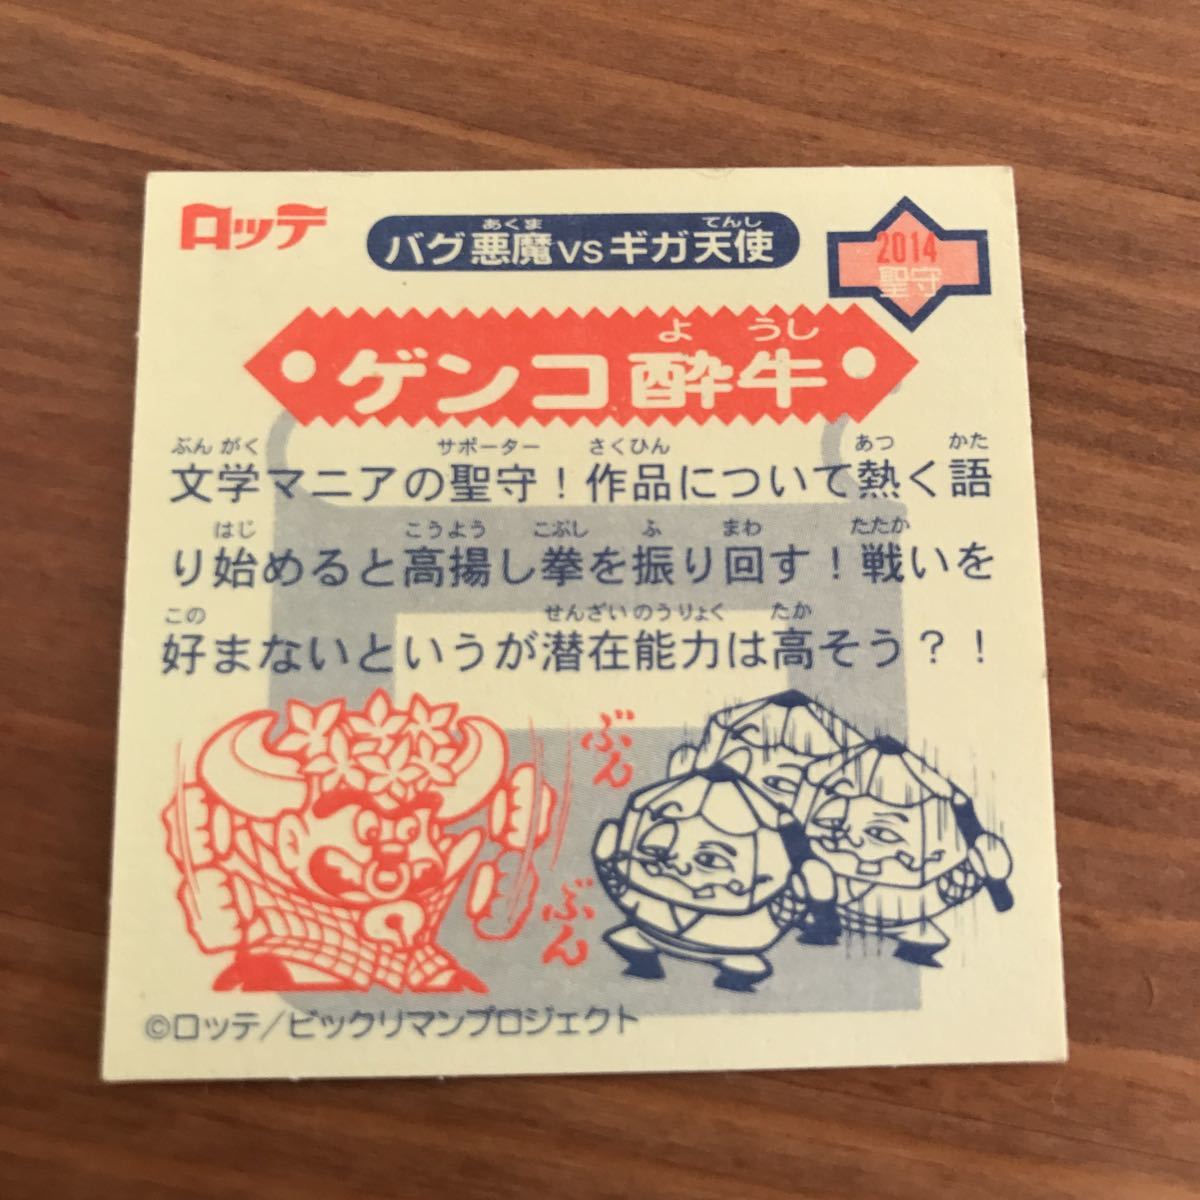 ロッテ
あくま てんし
バグ悪魔VSギガ天使
2014
聖守
よ うし
ゲンコ酔牛
ぶんがく サポーター さくひん あつ かた
文学マニアの聖守！作品について熱く語
はじ こうよう こぶし ふ まわ たたか
り始めると高揚し拳を振り回す！戦いを
この せんざいのうりょく たか
好まないというが潜在能力は高そう？！
ぶん
ぶん
©ロッテ/ビックリマンプロジェクト